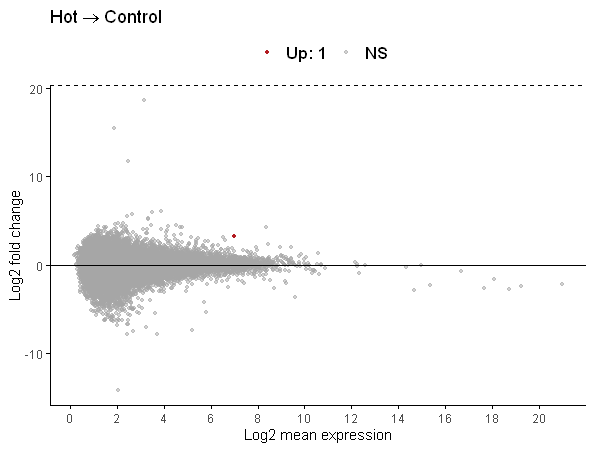 Hot → Control
Up: 1 NS
20
10
0
-10
Log2 fold change
0 2 4 6 8 10 12 14 16 18 20
Log2 mean expression